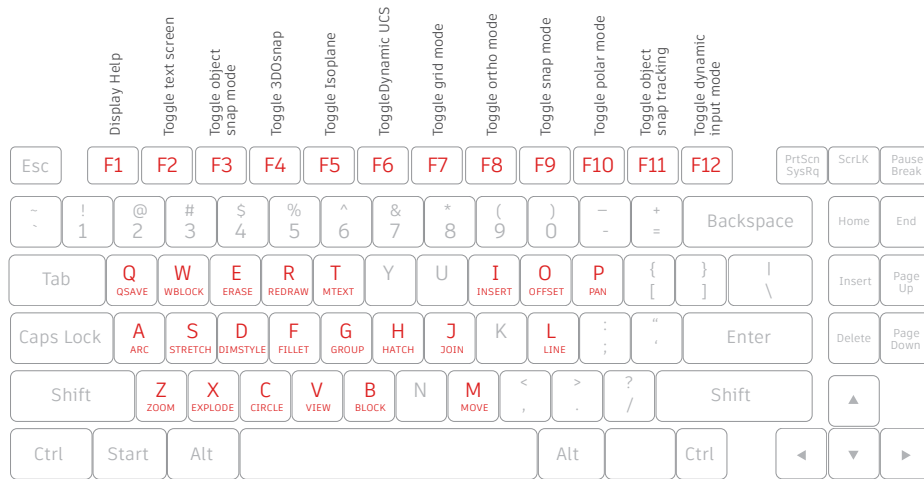 Display Help
Toggle text screen
Toggle object
snap mode
Toggle 3DOsnap
Toggle Isoplane
ToggleDynamic UCS
Toggle grid mode
Toggle ortho mode
Toggle snap mode
Toggle polar mode
Toggle object
snap tracking
Toggle dynamic
input mode
Esc F1 F2 F3 F4 F5 F6 F7 F8 F9 F10 F11 F12 PrtScn SysRq ScrLK Pause Break
~ ` ! 1 @ 2 # 3 $ 4 % 5 ^ 6 & 7 * 8 ( 9 ) 0 — - + = Backspace Home End
Tab Q W E R T Y U I O P { [ } ] | \ Insert Page Up
QSAVE WBLOCK ERASE REDRAW MTEXT INSERT OFFSET PAN
Caps Lock A S D F G H J K L : ; “ ‘ Enter Delete Page Down
ARC STRETCH DIMSTYLE FILLET GROUP HATCH JOIN LINE
Shift Z X C V B N M < , > . ? / Shift ▲
ZOOM EXPLODE CIRCLE VIEW BLOCK MOVE
Ctrl Start Alt Alt Ctrl ◄ ▼ ►